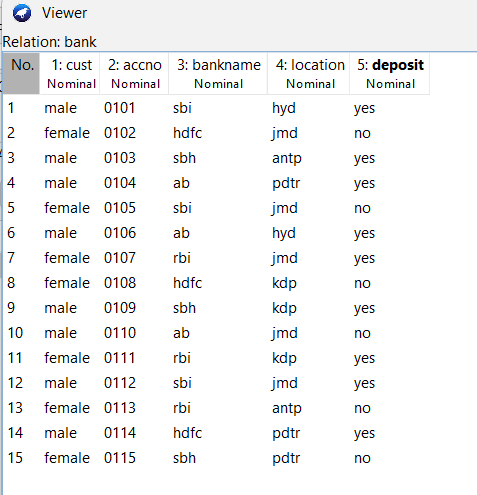 Viewer
Relation: bank
No. 1: cust 2: accno 3: bankname 4: location 5: deposit
Nominal Nominal Nominal Nominal Nominal
1 male 0101 sbi hyd yes
2 female 0102 hdfc jmd no
3 male 0103 sbh antp yes
4 male 0104 ab pdtr yes
5 female 0105 sbi jmd no
6 male 0106 ab hyd yes
7 female 0107 rbi jmd yes
8 female 0108 hdfc kdp no
9 male 0109 sbh kdp yes
10 male 0110 ab jmd no
11 female 0111 rbi kdp yes
12 male 0112 sbi jmd yes
13 female 0113 rbi antp no
14 male 0114 hdfc pdtr yes
15 female 0115 sbh pdtr no